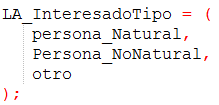 LA_InteresadoTipo = (
persona_Natural,
Persona_NoNatural,
otro
);